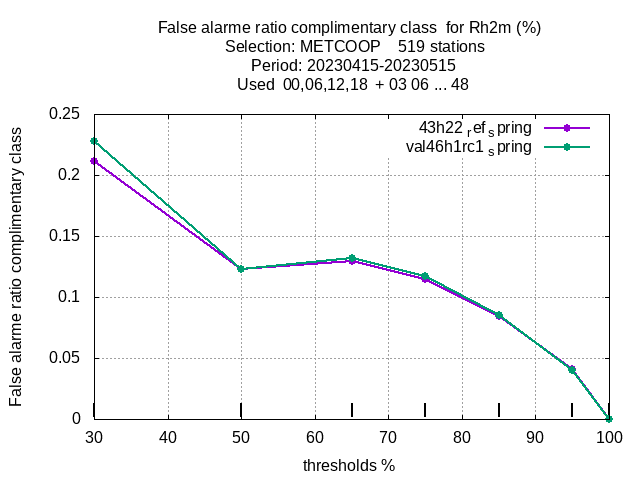 False alarme ratio complimentary class  for Rh2m (%)
Selection: METCOOP    519 stations
Period: 20230415-20230515
Used  00,06,12,18  + 03 06 ... 48
43h22ref spring
val46h1rc1 spring
False alarme ratio complimentary class
0.25
0.2
0.15
0.1
0.05
0
30 40 50 60 70 80 90 100
thresholds %